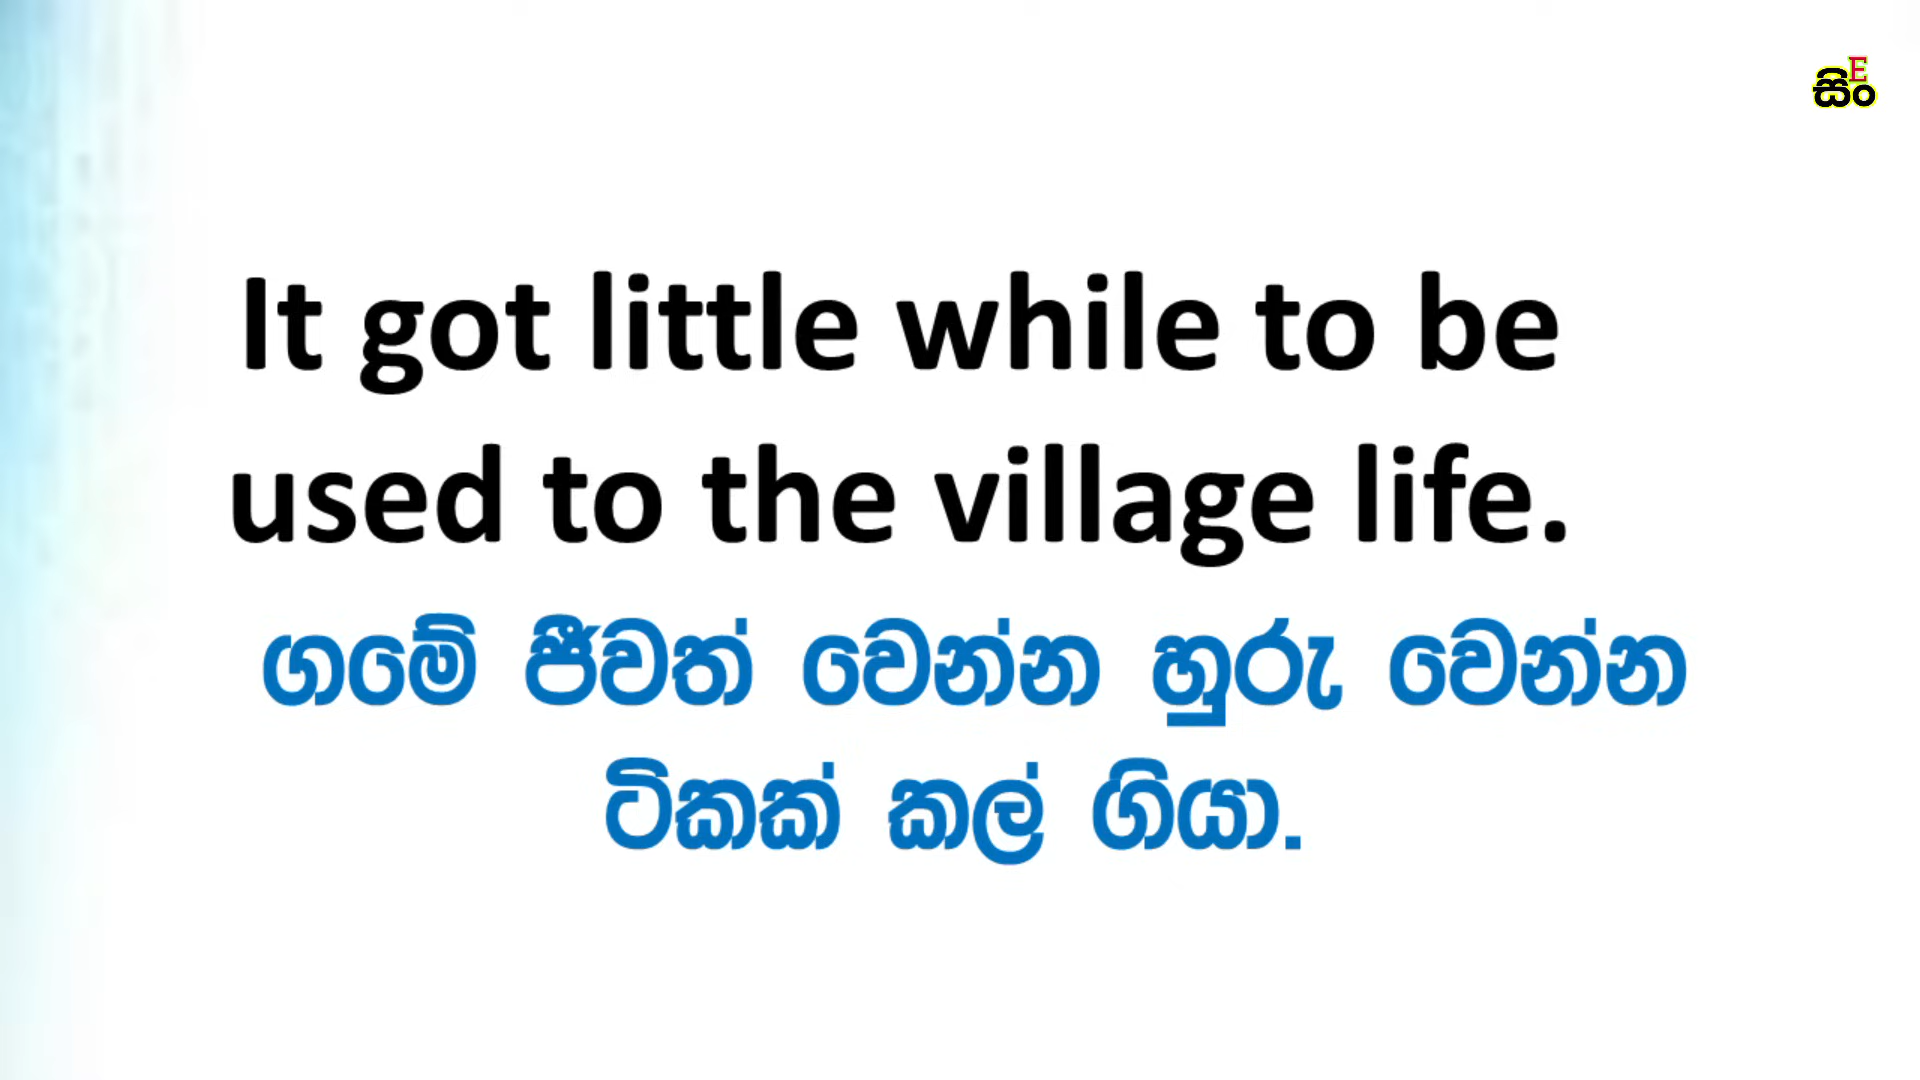 E
සිං
It got little while to be
used to the village life.
ගමේ ජීවත් වෙන්න හුරු වෙන්න
ටිකක් කල් ගියා.